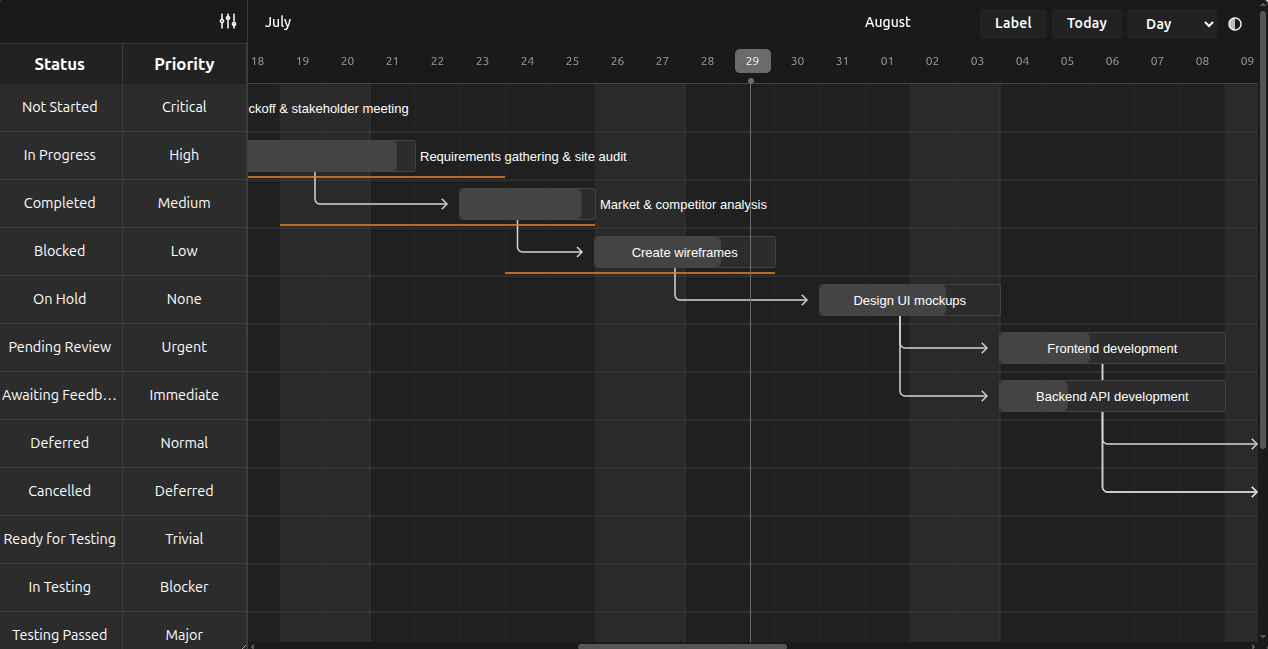 July August Label Today Day
Status Priority 18 19 20 21 22 23 24 25 26 27 28 29 30 31 01 02 03 04 05 06 07 08 09
Not Started Critical ckoff & stakeholder meeting
In Progress High Requirements gathering & site audit
Completed Medium Market & competitor analysis
Blocked Low Create wireframes
On Hold None Design UI mockups
Pending Review Urgent Frontend development
Awaiting Feedb… Immediate Backend API development
Deferred Normal
Cancelled Deferred
Ready for Testing Trivial
In Testing Blocker
Testing Passed Major